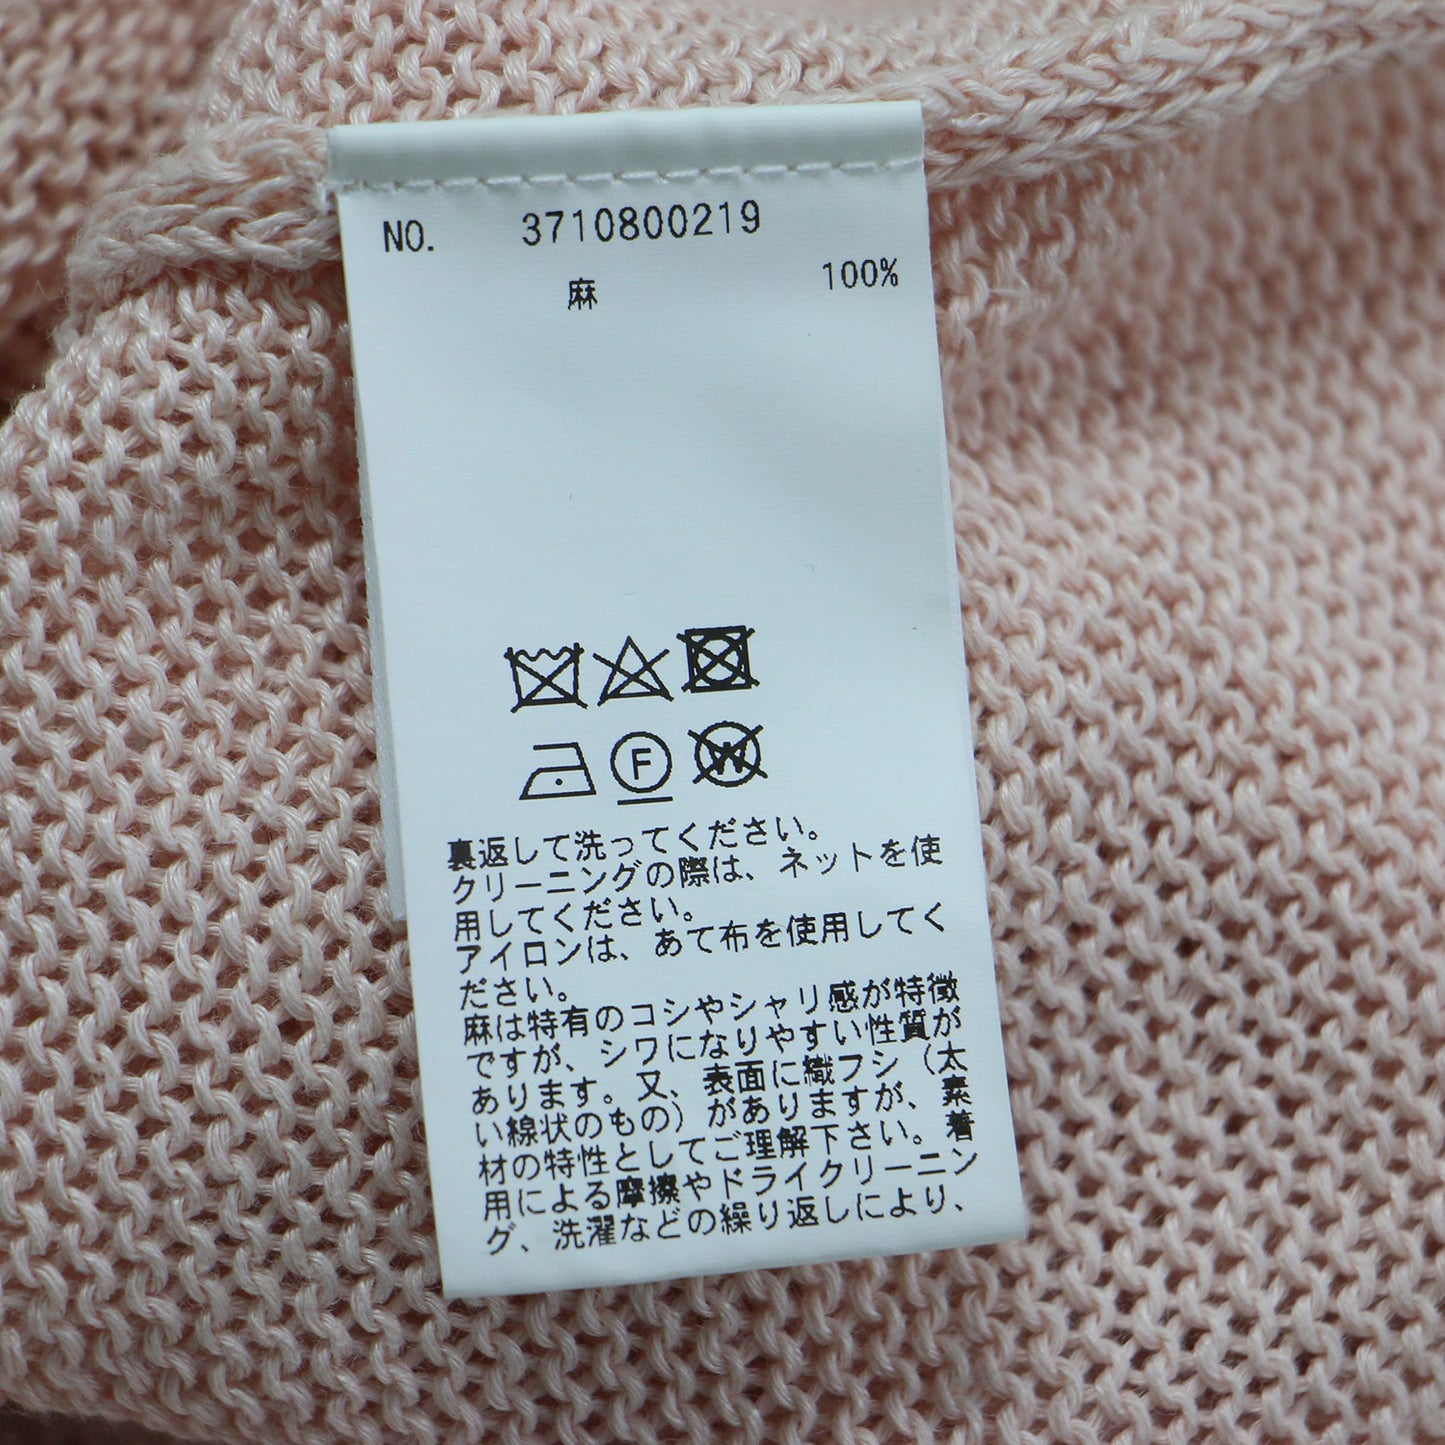 NO. 3710800219
麻 100%
F
W
裏返して洗ってください。
クリーニングの際は、ネットを使
用してください。
アイロンは、あて布を使用してく
ださい。
麻は特有のコシやシャリ感が特徴
ですが、シワになりやすい性質が
あります。又、表面に織フシ（太
い線状のもの）がありますが、素
材の特性としてご理解下さい。着
用による摩擦やドライクリーニン
グ、洗濯などの繰り返しにより、